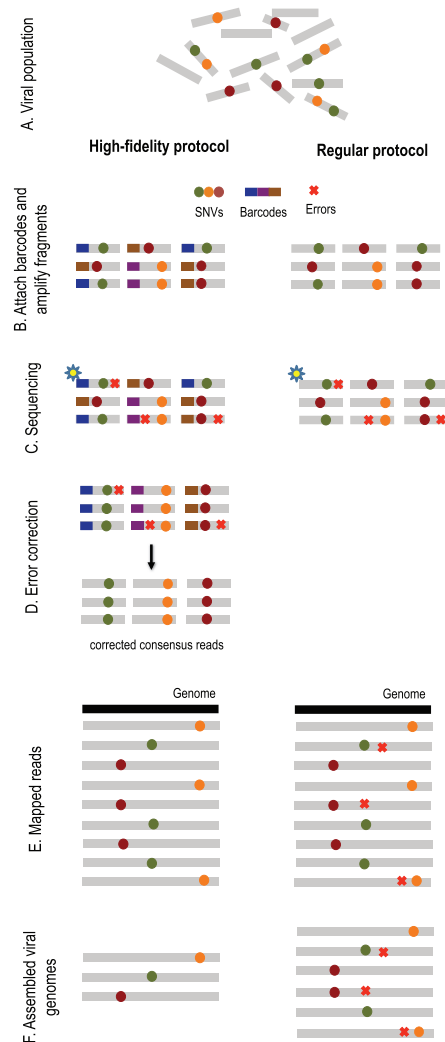 A. Viral population
High-fidelity protocol
Regular protocol
SNVs
Barcodes
Errors
B. Attach barcodes and
amplify fragments
C. Sequencing
D. Error correction
corrected consensus reads
Genome
Genome
E. Mapped reads
F. Assembled viral
genomes